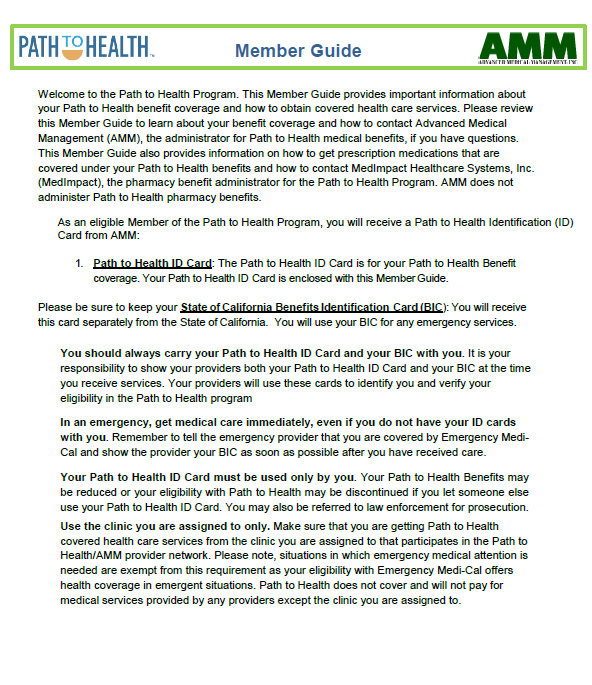 PATH TO HEALTH™ Member Guide AMM
ADVANCED MEDICAL MANAGEMENT, INC.
Welcome to the Path to Health Program. This Member Guide provides important information about
your Path to Health benefit coverage and how to obtain covered health care services. Please review
this Member Guide to learn about your benefit coverage and how to contact Advanced Medical
Management (AMM), the administrator for Path to Health medical benefits, if you have questions.
This Member Guide also provides information on how to get prescription medications that are
covered under your Path to Health benefits and how to contact MedImpact Healthcare Systems, Inc.
(MedImpact), the pharmacy benefit administrator for the Path to Health Program. AMM does not
administer Path to Health pharmacy benefits.
As an eligible Member of the Path to Health Program, you will receive a Path to Health Identification (ID)
Card from AMM:
1. Path to Health ID Card: The Path to Health ID Card is for your Path to Health Benefit
coverage. Your Path to Health ID Card is enclosed with this Member Guide.
Please be sure to keep your State of California Benefits Identification Card (BIC): You will receive
this card separately from the State of California. You will use your BIC for any emergency services.
You should always carry your Path to Health ID Card and your BIC with you. It is your
responsibility to show your providers both your Path to Health ID Card and your BIC at the time
you receive services. Your providers will use these cards to identify you and verify your
eligibility in the Path to Health program
In an emergency, get medical care immediately, even if you do not have your ID cards
with you. Remember to tell the emergency provider that you are covered by Emergency Medi-
Cal and show the provider your BIC as soon as possible after you have received care.
Your Path to Health ID Card must be used only by you. Your Path to Health Benefits may
be reduced or your eligibility with Path to Health may be discontinued if you let someone else
use your Path to Health ID Card. You may also be referred to law enforcement for prosecution.
Use the clinic you are assigned to only. Make sure that you are getting Path to Health
covered health care services from the clinic you are assigned to that participates in the Path to
Health/AMM provider network. Please note, situations in which emergency medical attention is
needed are exempt from this requirement as your eligibility with Emergency Medi-Cal offers
health coverage in emergent situations. Path to Health does not cover and will not pay for
medical services provided by any providers except the clinic you are assigned to.